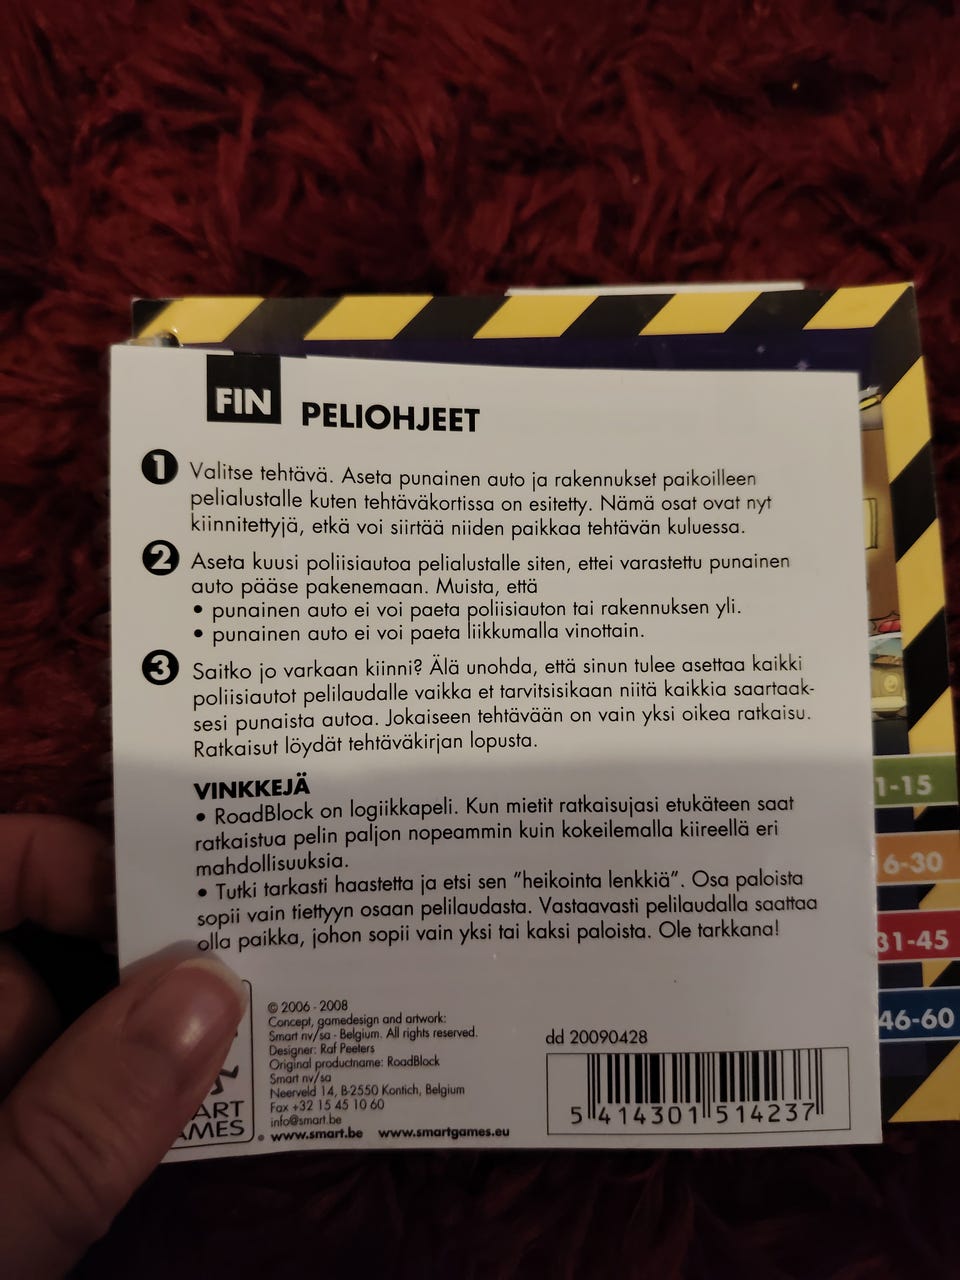 FIN PELIOHJEET
1 Valitse tehtävä. Aseta punainen auto ja rakennukset paikoilleen
pelialustalle kuten tehtäväkortissa on esitetty. Nämä osat ovat nyt
kiinnitettyjä, etkä voi siirtää niiden paikkaa tehtävän kuluessa.
2 Aseta kuusi poliisiautoa pelialustalle siten, ettei varastettu punainen
auto pääse pakenemaan. Muista, että
• punainen auto ei voi paeta poliisiauton tai rakennuksen yli.
• punainen auto ei voi paeta liikkumalla vinottain.
3 Saitko jo varkaan kiinni? Älä unohda, että sinun tulee asettaa kaikki
poliisiautot pelilaudalle vaikka et tarvitsisikaan niitä kaikkia saartaak-
sesi punaista autoa. Jokaiseen tehtävään on vain yksi oikea ratkaisu.
Ratkaisut löydät tehtäväkirjan lopusta.
VINKKEJÄ
• RoadBlock on logiikkapeli. Kun mietit ratkaisujasi etukäteen saat
ratkaistua pelin paljon nopeammin kuin kokeilemalla kiireellä eri
mahdollisuuksia.
• Tutki tarkasti haastetta ja etsi sen "heikointa lenkkiä". Osa paloista
sopii vain tiettyyn osaan pelilaudasta. Vastaavasti pelilaudalla saattaa
olla paikka, johon sopii vain yksi tai kaksi paloista. Ole tarkkana!
© 2006 - 2008
Concept, gamedesign and artwork:
Smart nv/sa - Belgium. All rights reserved.
Designer: Raf Peeters
Original productname: RoadBlock
Smart nv/sa
Neerveld 14, B-2550 Kontich, Belgium
Fax +32 15 45 10 60
info@smart.be
www.smart.be www.smartgames.eu
ART
AMES
dd 20090428
5 414301 514237
1-15
6-30
31-45
46-60